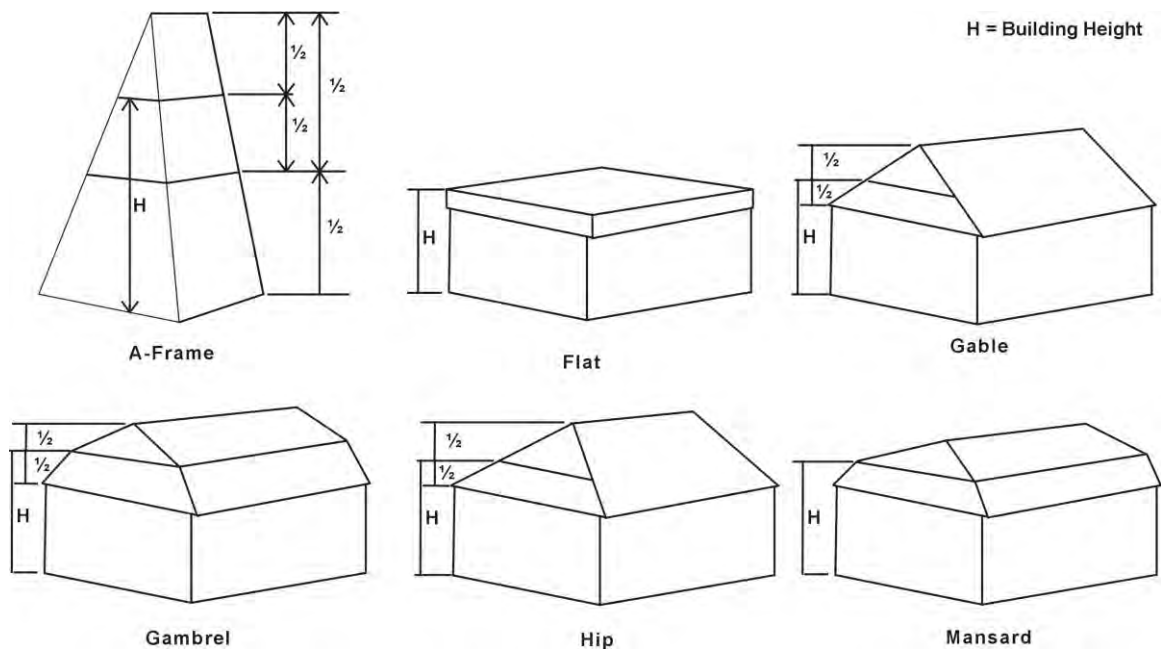 H = Building Height
½
½
½
H
½
A-Frame
H
Flat
½
½
H
Gable
½
½
H
Gambrel
½
½
H
Hip
H
Mansard